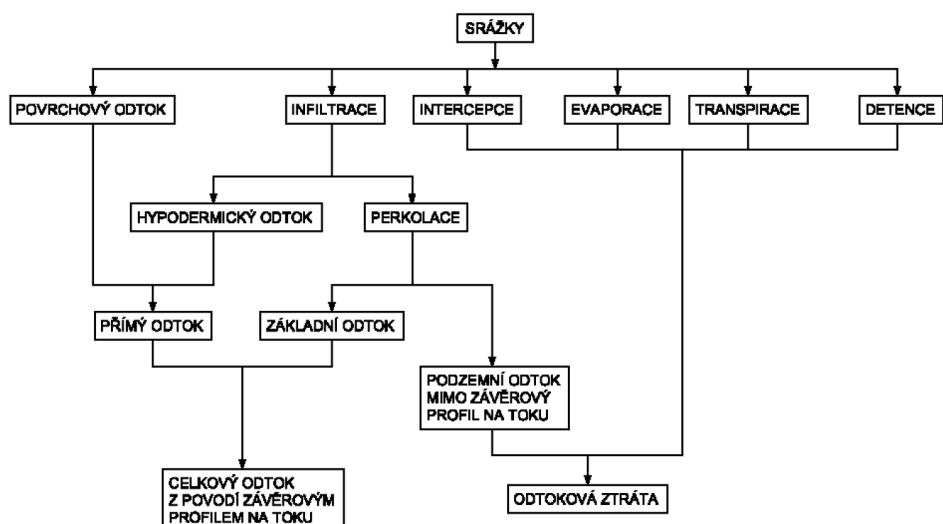 SRÁŽKY
POVRCHOVÝ ODTOK
INFILTRACE
INTERCEPCE
EVAPORACE
TRANSPIRACE
DETENCE
HYPODERMICKÝ ODTOK
PERKOLACE
PŘÍMÝ ODTOK
ZÁKLADNÍ ODTOK
PODZEMNÍ ODTOK
MIMO ZÁVĚROVÝ
PROFIL NA TOKU
CELKOVÝ ODTOK
Z POVODÍ ZÁVĚROVÝM
PROFILEM NA TOKU
ODTOKOVÁ ZTRÁTA